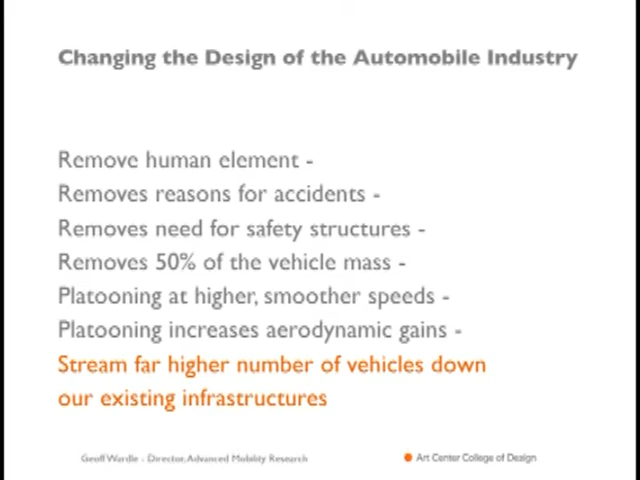 Changing the Design of the Automobile Industry
Remove human element -
Removes reasons for accidents -
Removes need for safety structures -
Removes 50% of the vehicle mass -
Platooning at higher, smoother speeds -
Platooning increases aerodynamic gains -
Stream far higher number of vehicles down
our existing infrastructures
Geoff Wardle - Director, Advanced Mobility Research
Art Center College of Design